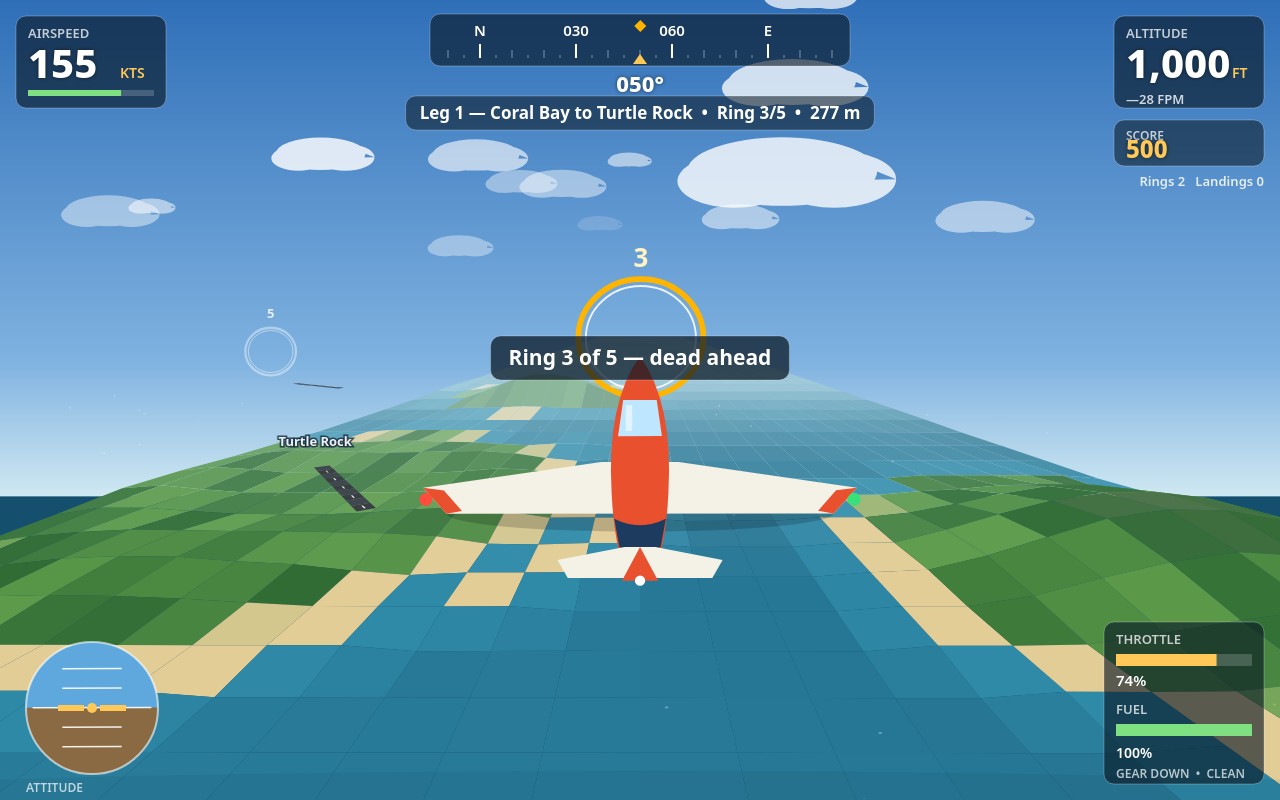 AIRSPEED
155 KTS
N 030 060 E
050°
Leg 1 — Coral Bay to Turtle Rock • Ring 3/5 • 277 m
ALTITUDE
1,000 FT
—28 FPM
SCORE
500
Rings 2 Landings 0
3
5
Ring 3 of 5 — dead ahead
Turtle Rock
ATTITUDE
THROTTLE
74%
FUEL
100%
GEAR DOWN • CLEAN